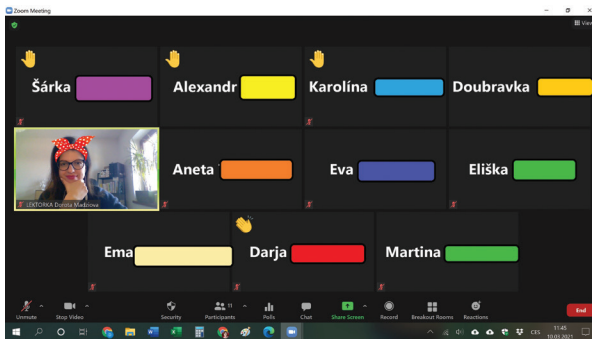 Zoom Meeting
View
Šárka
Alexandr
Karolína
Doubravka
LEKTORKA Dorota Madziová
Aneta
Eva
Eliška
Ema
Darja
Martina
Unmute
Stop Video
Security
Participants
11
Polls
Chat
Share Screen
Record
Breakout Rooms
Reactions
End
CES
11:45
10.03.2021